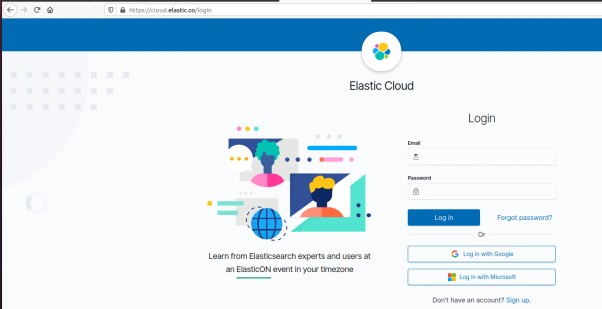 https://cloud.elastic.co/login
Elastic Cloud
Login
Email
Password
Log in
Forgot password?
Or
Log in with Google
Log in with Microsoft
Don't have an account? Sign up.
Learn from Elasticsearch experts and users at
an ElasticON event in your timezone